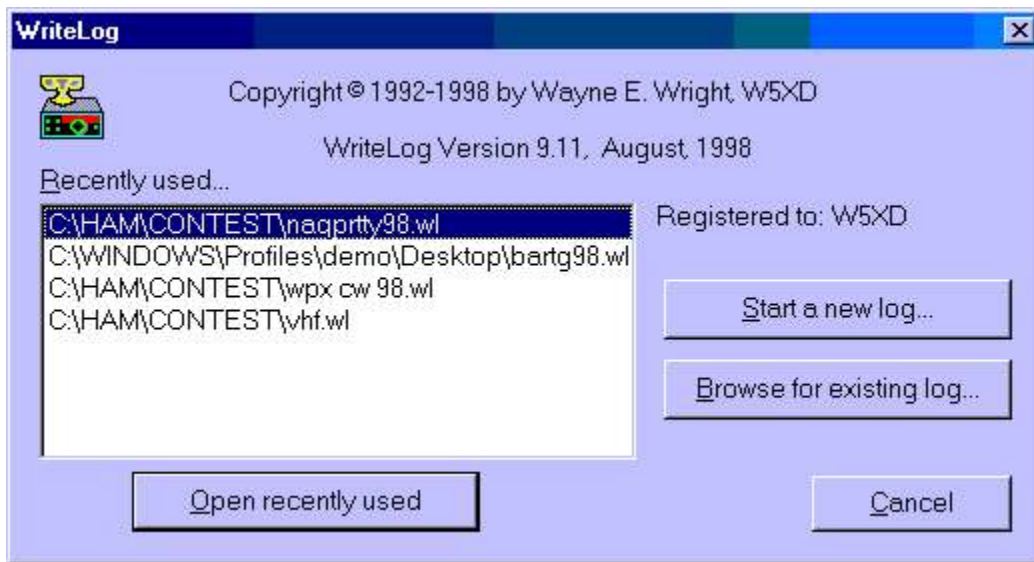 WriteLog
Copyright © 1992-1998 by Wayne E. Wright, W5XD
WriteLog Version 9.11, August, 1998
Recently used...
C:\HAM\CONTEST\naqprtty98.wl
C:\WINDOWS\Profiles\demo\Desktop\bartg98.wl
C:\HAM\CONTEST\wpx cw 98.wl
C:\HAM\CONTEST\vhf.wl
Registered to: W5XD
Start a new log...
Browse for existing log...
Open recently used
Cancel